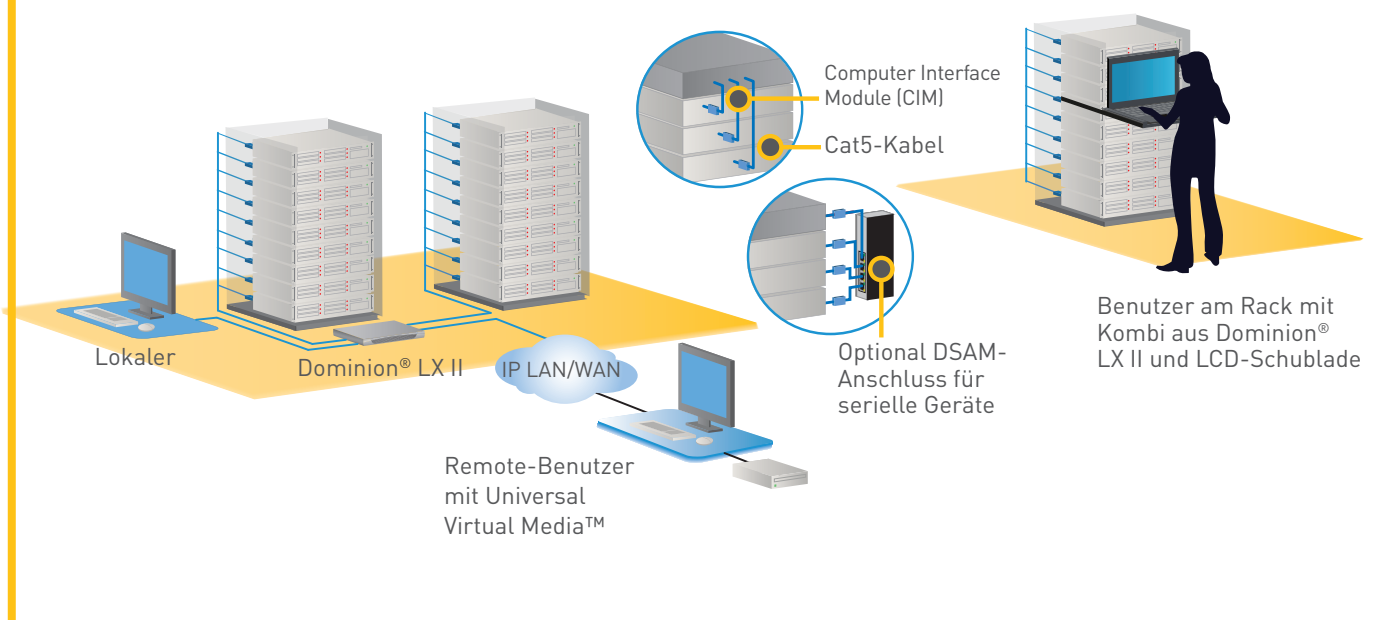 Computer Interface
Module (CIM)
Cat5-Kabel
Lokaler
Dominion® LX II
IP LAN/WAN
Optional DSAM-
Anschluss für
serielle Geräte
Benutzer am Rack mit
Kombi aus Dominion®
LX II und LCD-Schublade
Remote-Benutzer
mit Universal
Virtual Media™